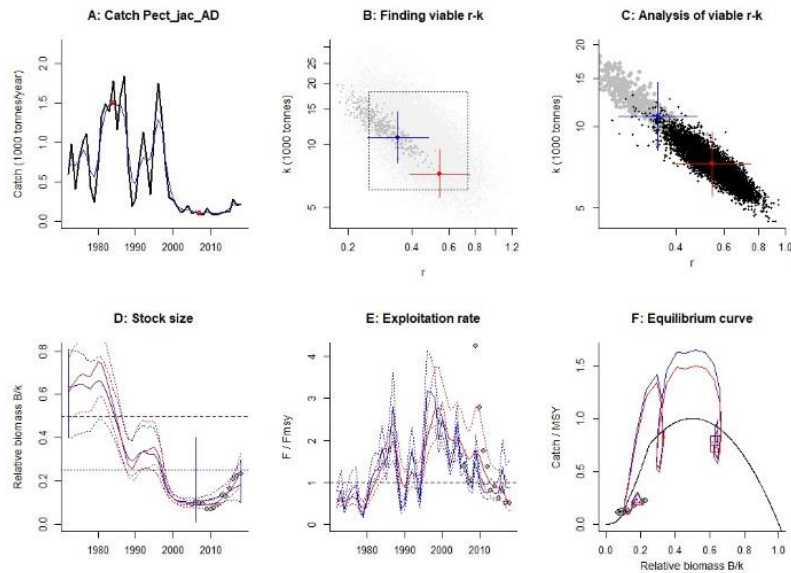 A: Catch Pect_jac_AD
B: Finding viable r-k
C: Analysis of viable r-k
Catch (1000 tonnes/year)
0.0 0.5 1.0 1.5 2.0
1980 1990 2000 2010
k (1000 tonnes)
5 10 15 20 25
0.2 0.4 0.6 0.8 1.2
r
k (1000 tonnes)
5 10 20
0.4 0.6 0.8 1.0
r
D: Stock size
E: Exploitation rate
F: Equilibrium curve
Relative biomass B/k
0.0 0.2 0.4 0.6 0.8
1980 1990 2000 2010
F / Fmsy
0 1 2 3 4
1980 1990 2000 2010
Catch / MSY
0.0 0.5 1.0 1.5
0.0 0.2 0.4 0.6 0.8 1.0
Relative biomass B/k